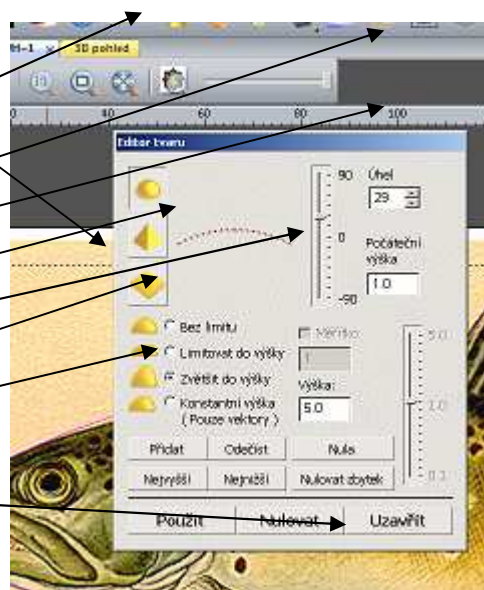 H-1 x 3D pohled
40 60 80 100
Editor tvaru
90
0
-90
Úhel
29
Počáteční
výška
1.0
Bez limitu
Limitovat do výšky
Zvětšit do výšky
Konstantní výška
( Pouze vektory )
Měřítko
1
Výška:
5.0
5.0
1.0
0.1
Přidat Odečíst Nula
Nejvyšší Nejnižší Nulovat zbytek
Použít Nulovat Uzavřít